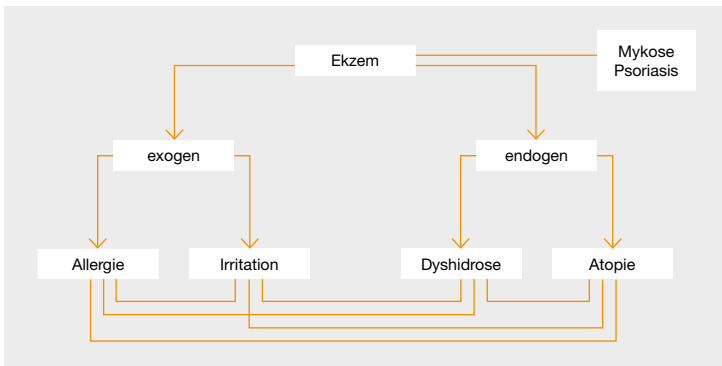 Ekzem
Mykose
Psoriasis
exogen
endogen
Allergie
Irritation
Dyshidrose
Atopie